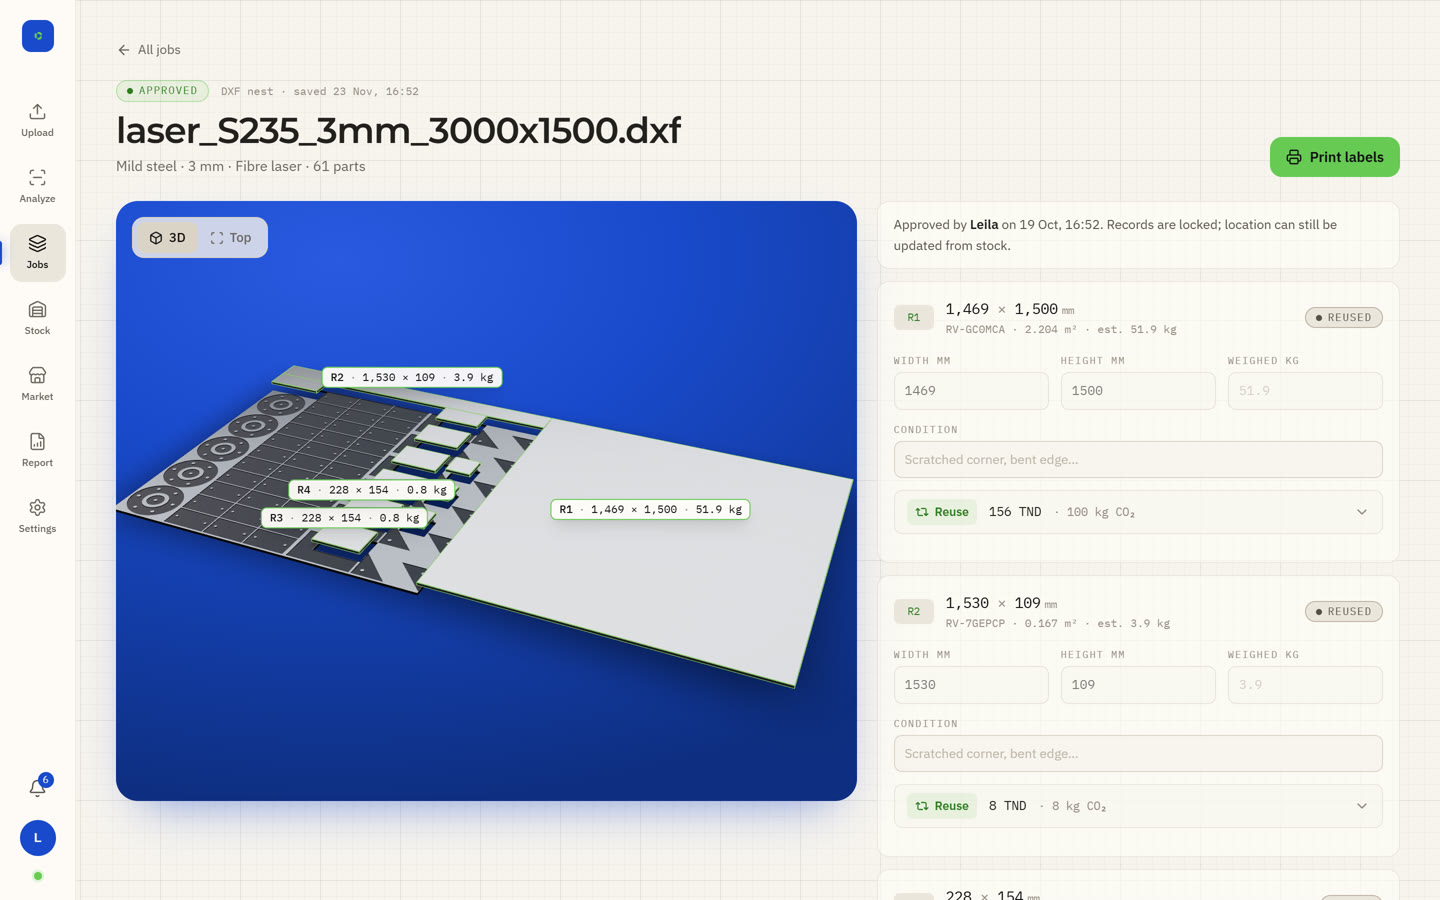 Upload
Analyze
Jobs
Stock
Market
Report
Settings
6
L
All jobs
APPROVED
DXF nest · saved 23 Nov, 16:52
laser_S235_3mm_3000x1500.dxf
Mild steel · 3 mm · Fibre laser · 61 parts
Print labels
3D
Top
R2 · 1,530 × 109 · 3.9 kg
R4 · 228 × 154 · 0.8 kg
R3 · 228 × 154 · 0.8 kg
R1 · 1,469 × 1,500 · 51.9 kg
Approved by Leila on 19 Oct, 16:52. Records are locked; location can still be
updated from stock.
R1
1,469 × 1,500 mm
RV-GC0MCA · 2.204 m² · est. 51.9 kg
REUSED
WIDTH MM
HEIGHT MM
WEIGHED KG
1469
1500
51.9
CONDITION
Scratched corner, bent edge...
Reuse
156 TND · 100 kg CO₂
R2
1,530 × 109 mm
RV-7GEPCP · 0.167 m² · est. 3.9 kg
REUSED
WIDTH MM
HEIGHT MM
WEIGHED KG
1530
109
3.9
CONDITION
Scratched corner, bent edge...
Reuse
8 TND · 8 kg CO₂
228 × 154 mm